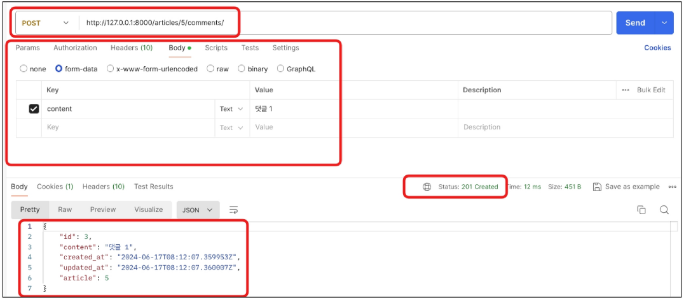 POST http://127.0.0.1:8000/articles/5/comments/ Send
Params Authorization Headers (10) Body Scripts Tests Settings Cookies
none form-data x-www-form-urlencoded raw binary GraphQL
Key Value Description Bulk Edit
content Text 댓글 1
Key Text Value Description
Body Cookies (1) Headers (10) Test Results Status: 201 Created Time: 12 ms Size: 451 B Save as example
Pretty Raw Preview Visualize JSON
1 {
2 "id": 3,
3 "content": "댓글 1",
4 "created_at": "2024-06-17T08:12:07.359953Z",
5 "updated_at": "2024-06-17T08:12:07.360007Z",
6 "article": 5
7 }